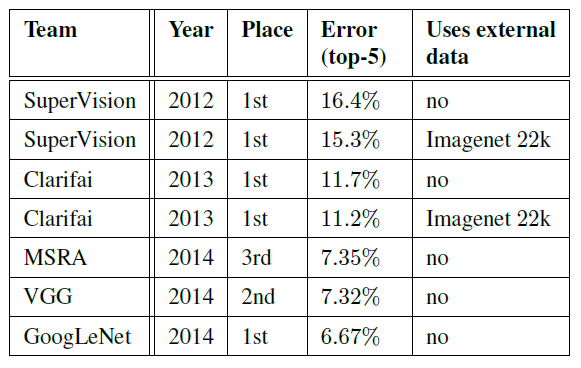 Team Year Place Error (top-5) Uses external data
SuperVision 2012 1st 16.4% no
SuperVision 2012 1st 15.3% Imagenet 22k
Clarifai 2013 1st 11.7% no
Clarifai 2013 1st 11.2% Imagenet 22k
MSRA 2014 3rd 7.35% no
VGG 2014 2nd 7.32% no
GoogLeNet 2014 1st 6.67% no